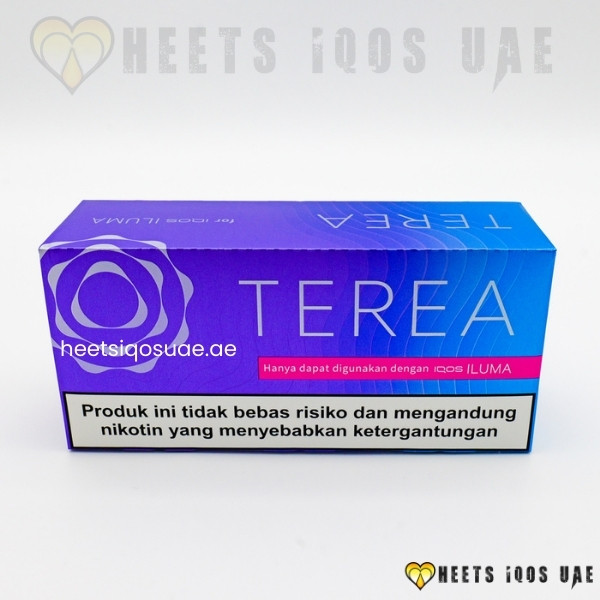 HEETS iQOS UAE
for IQOS ILUMA
TEREA
TEREA
heetsiqosuae.ae
Hanya dapat digunakan dengan IQOS ILUMA
Produk ini tidak bebas risiko dan mengandung
nikotin yang menyebabkan ketergantungan
HEETS iQOS UAE